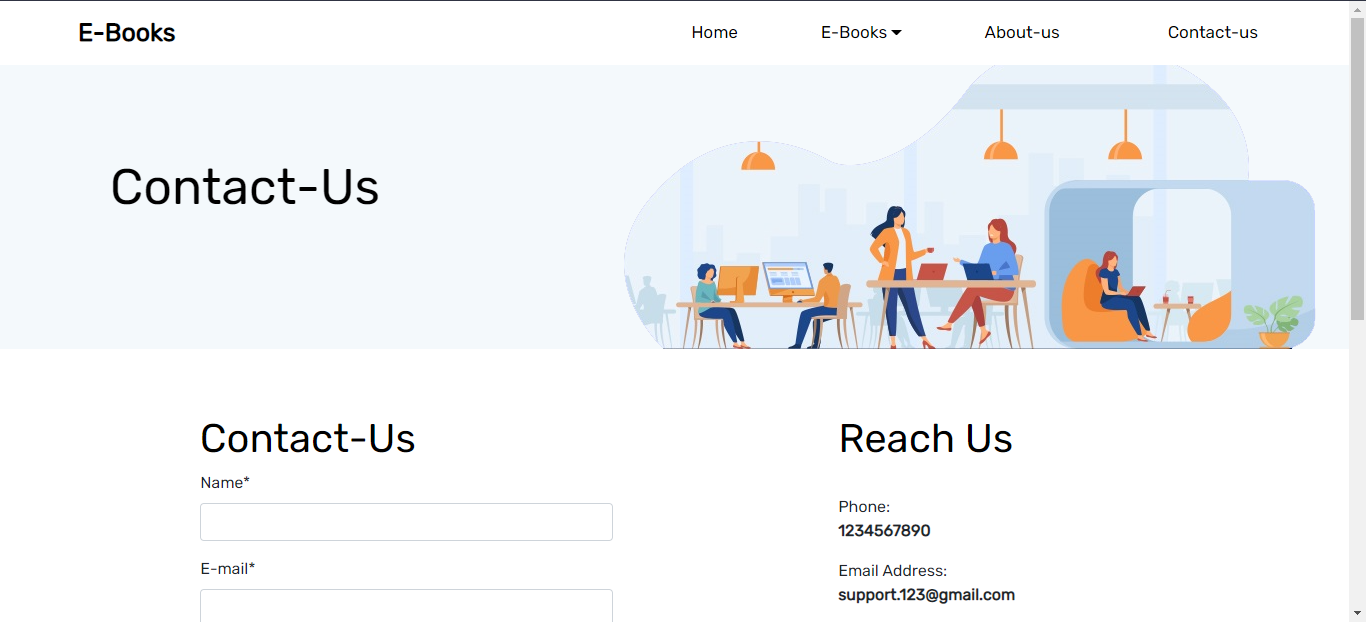 E-Books
Home
E-Books
About-us
Contact-us
Contact-Us
Contact-Us
Name*
E-mail*
Reach Us
Phone:
1234567890
Email Address:
support.123@gmail.com